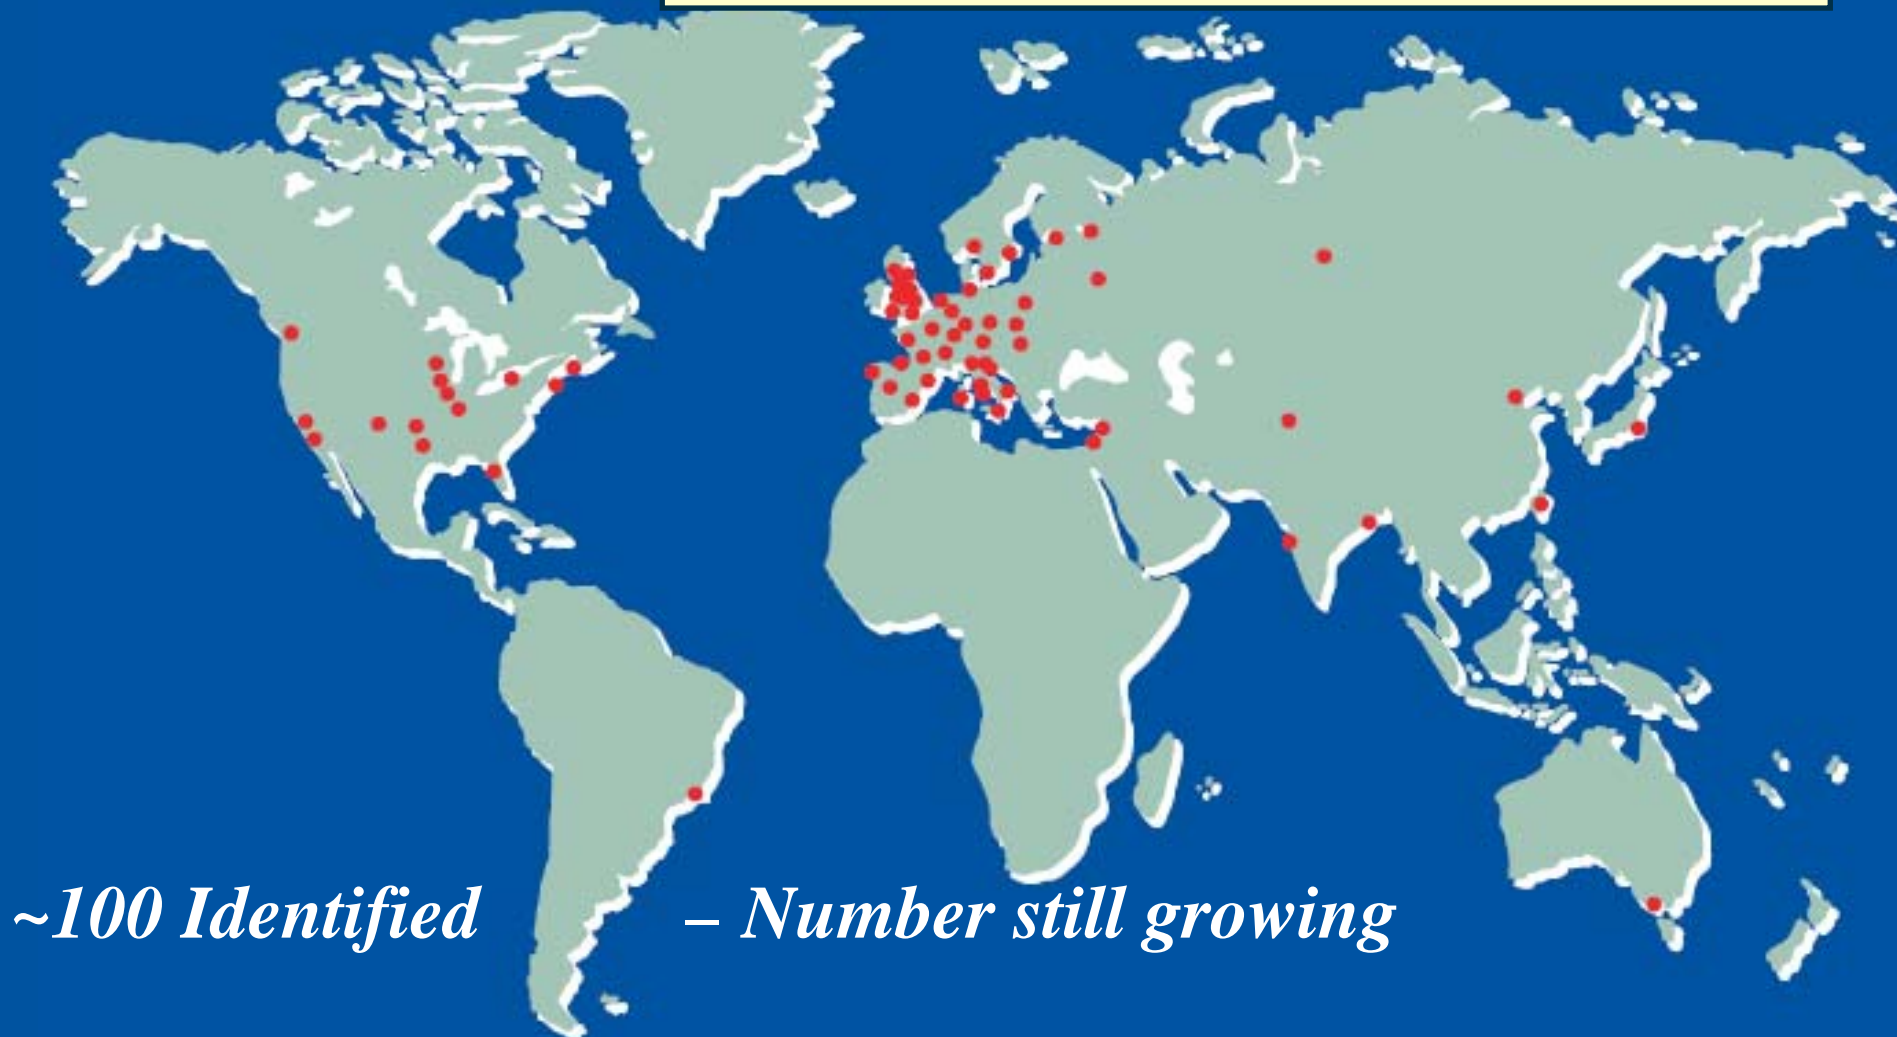 ~100 Identified – Number still growing